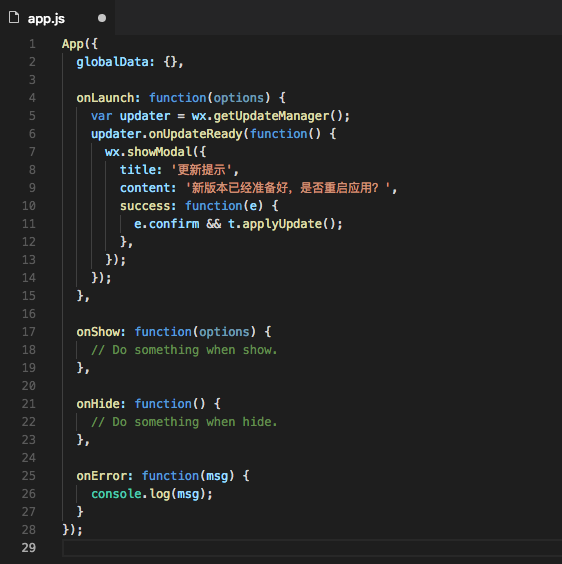 app.js
1 App({
2   globalData: {},
3
4   onLaunch: function(options) {
5     var updater = wx.getUpdateManager();
6     updater.onUpdateReady(function() {
7       wx.showModal({
8         title: '更新提示',
9         content: '新版本已经准备好，是否重启应用？',
10         success: function(e) {
11           e.confirm && t.applyUpdate();
12         },
13       });
14     });
15   },
16
17   onShow: function(options) {
18     // Do something when show.
19   },
20
21   onHide: function() {
22     // Do something when hide.
23   },
24
25   onError: function(msg) {
26     console.log(msg);
27   }
28 });
29